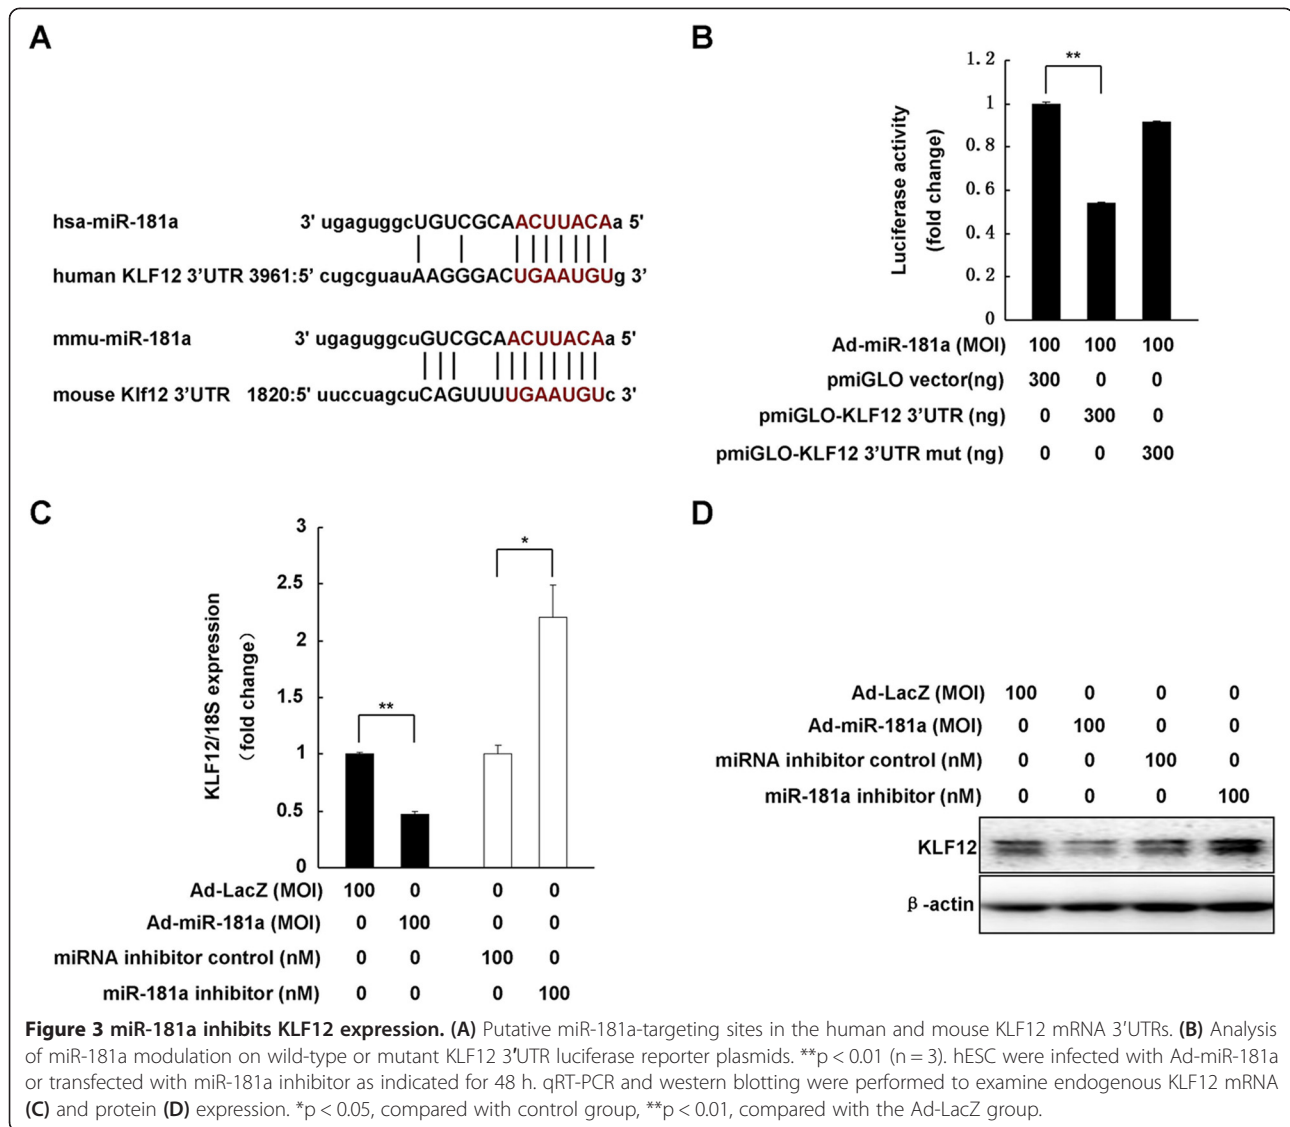 A
hsa-miR-181a 3' ugaguggcUGUCGCAACUUACAa 5'
human KLF12 3'UTR 3961:5' cugcguauAAGGGACUGAAUGUg 3'
mmu-miR-181a 3' ugaguggcuGUCGCAACUUACAa 5'
mouse Klf12 3'UTR 1820:5' uuccuagcuCAGUUUUGAAUGUc 3'
B
Luciferase activity
(fold change)
1.2
1
0.8
0.6
0.4
0.2
0
**
Ad-miR-181a (MOI) 100 100 100
pmiGLO vector(ng) 300 0 0
pmiGLO-KLF12 3'UTR (ng) 0 300 0
pmiGLO-KLF12 3'UTR mut (ng) 0 0 300
C
KLF12/18S expression
(fold change)
3
2.5
2
1.5
1
0.5
0
**
*
Ad-LacZ (MOI) 100 0 0 0
Ad-miR-181a (MOI) 0 100 0 0
miRNA inhibitor control (nM) 0 0 100 0
miR-181a inhibitor (nM) 0 0 0 100
D
Ad-LacZ (MOI) 100 0 0 0
Ad-miR-181a (MOI) 0 100 0 0
miRNA inhibitor control (nM) 0 0 100 0
miR-181a inhibitor (nM) 0 0 0 100
KLF12
β-actin
Figure 3 miR-181a inhibits KLF12 expression. (A) Putative miR-181a-targeting sites in the human and mouse KLF12 mRNA 3′UTRs. (B) Analysis
of miR-181a modulation on wild-type or mutant KLF12 3′UTR luciferase reporter plasmids. **p < 0.01 (n = 3). hESC were infected with Ad-miR-181a
or transfected with miR-181a inhibitor as indicated for 48 h. qRT-PCR and western blotting were performed to examine endogenous KLF12 mRNA
(C) and protein (D) expression. *p < 0.05, compared with control group, **p < 0.01, compared with the Ad-LacZ group.